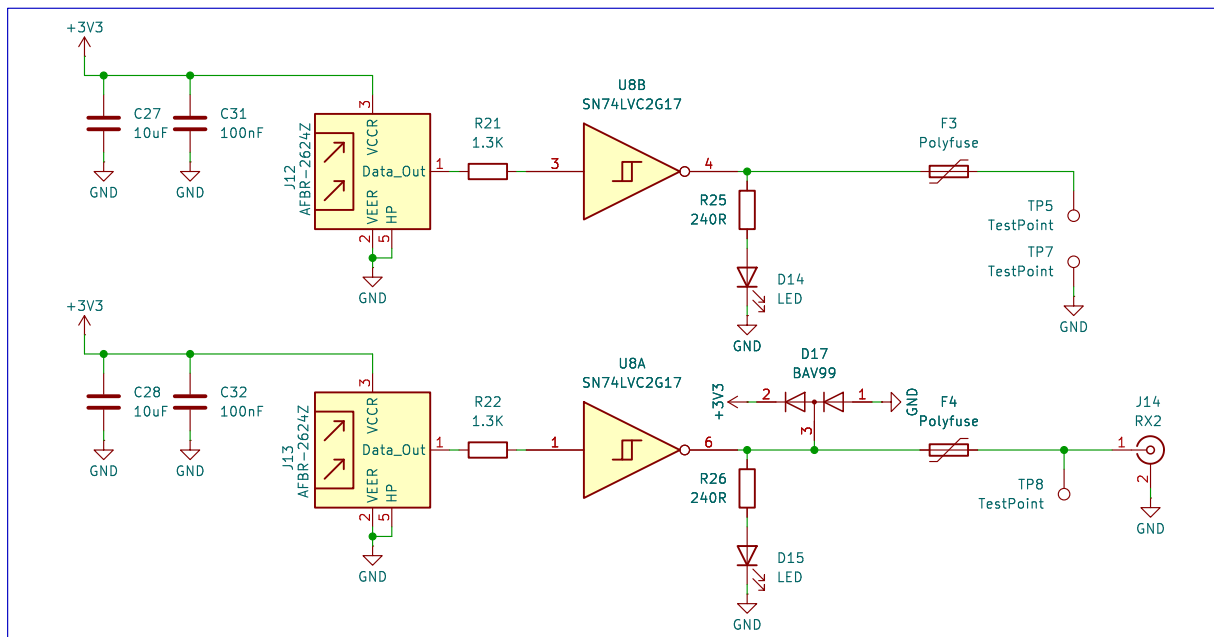 +3V3
C27
10uF
C31
100nF
GND
GND
J12
AFBR-2624Z
3
VCCR
Data_Out
1
VEER
HP
2
5
GND
R21
1.3K
U8B
SN74LVC2G17
3
4
R25
240R
D14
LED
GND
F3
Polyfuse
TP5
TestPoint
TP7
TestPoint
GND
+3V3
C28
10uF
C32
100nF
GND
GND
J13
AFBR-2624Z
3
VCCR
Data_Out
1
VEER
HP
2
5
GND
R22
1.3K
U8A
SN74LVC2G17
1
6
D17
BAV99
+3V3
2
1
GND
3
R26
240R
D15
LED
GND
F4
Polyfuse
TP8
TestPoint
J14
RX2
1
2
GND